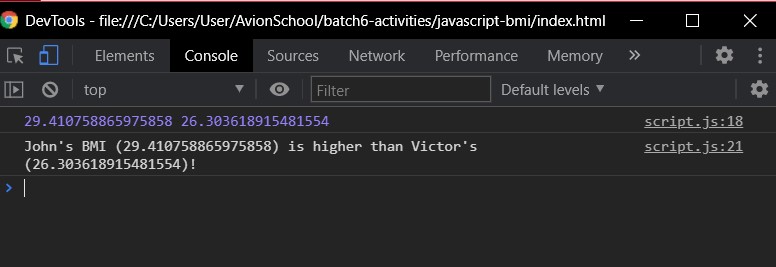 DevTools - file:///C:/Users/User/AvionSchool/batch6-activities/javascript-bmi/index.html
Elements Console Sources Network Performance Memory »
top Filter Default levels
29.410758865975858 26.303618915481554 script.js:18
John's BMI (29.410758865975858) is higher than Victor's script.js:21
(26.303618915481554)!